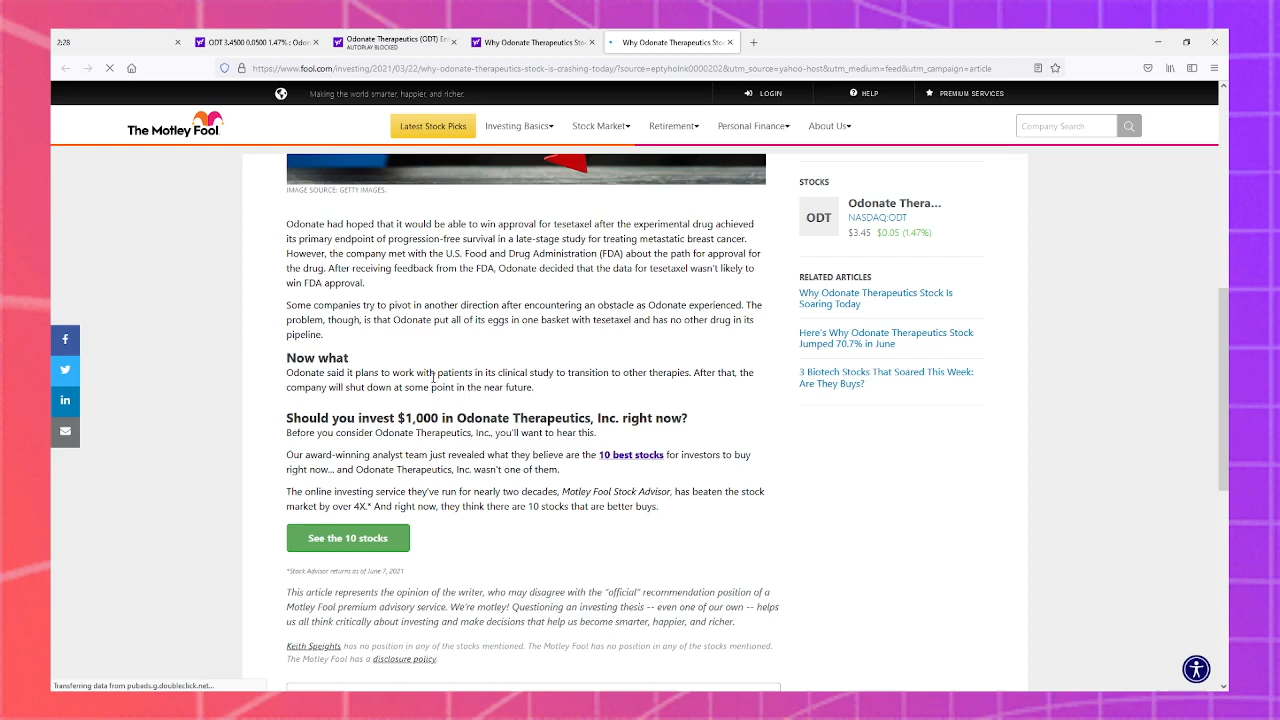 2:28
ODT 3.4500 0.0500 1.47% : Odon
Odonate Therapeutics (ODT) En
AUTOPLAY BLOCKED
Why Odonate Therapeutics Stoc
Why Odonate Therapeutics Stoc
https://www.fool.com/investing/2021/03/22/why-odonate-therapeutics-stock-is-crashing-today/?source=eptyholnk0000202&utm_source=yahoo-host&utm_medium=feed&utm_campaign=article
Making the world smarter, happier, and richer.
LOGIN
HELP
PREMIUM SERVICES
The Motley Fool.
Latest Stock Picks
Investing Basics
Stock Market
Retirement
Personal Finance
About Us
Company Search
IMAGE SOURCE: GETTY IMAGES.
Odonate had hoped that it would be able to win approval for tesetaxel after the experimental drug achieved
its primary endpoint of progression-free survival in a late-stage study for treating metastatic breast cancer.
However, the company met with the U.S. Food and Drug Administration (FDA) about the path for approval for
the drug. After receiving feedback from the FDA, Odonate decided that the data for tesetaxel wasn't likely to
win FDA approval.
Some companies try to pivot in another direction after encountering an obstacle as Odonate experienced. The
problem, though, is that Odonate put all of its eggs in one basket with tesetaxel and has no other drug in its
pipeline.
Now what
Odonate said it plans to work with patients in its clinical study to transition to other therapies. After that, the
company will shut down at some point in the near future.
Should you invest $1,000 in Odonate Therapeutics, Inc. right now?
Before you consider Odonate Therapeutics, Inc., you'll want to hear this.
Our award-winning analyst team just revealed what they believe are the 10 best stocks for investors to buy
right now... and Odonate Therapeutics, Inc. wasn't one of them.
The online investing service they've run for nearly two decades, Motley Fool Stock Advisor, has beaten the stock
market by over 4X.* And right now, they think there are 10 stocks that are better buys.
See the 10 stocks
*Stock Advisor returns as of June 7, 2021
This article represents the opinion of the writer, who may disagree with the “official” recommendation position of a
Motley Fool premium advisory service. We’re motley! Questioning an investing thesis -- even one of our own -- helps
us all think critically about investing and make decisions that help us become smarter, happier, and richer.
Keith Speights has no position in any of the stocks mentioned. The Motley Fool has no position in any of the stocks mentioned.
The Motley Fool has a disclosure policy.
STOCKS
ODT
Odonate Thera...
NASDAQ:ODT
$3.45 $0.05 (1.47%)
RELATED ARTICLES
Why Odonate Therapeutics Stock Is
Soaring Today
Here's Why Odonate Therapeutics Stock
Jumped 70.7% in June
3 Biotech Stocks That Soared This Week:
Are They Buys?
Transferring data from pubads.g.doubleclick.net...